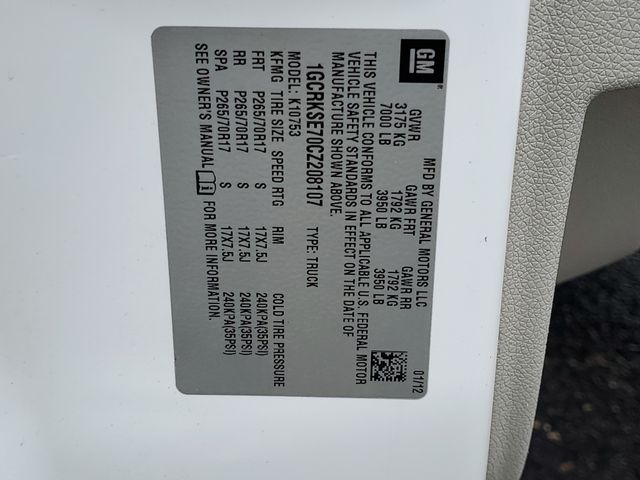 GM
MFD BY GENERAL MOTORS LLC 01/12
GVWR GAWR FRT GAWR RR
3175 KG 1792 KG 1792 KG
7000 LB 3950 LB 3950 LB
THIS VEHICLE CONFORMS TO ALL APPLICABLE U.S. FEDERAL MOTOR
VEHICLE SAFETY STANDARDS IN EFFECT ON THE DATE OF
MANUFACTURE SHOWN ABOVE.
1GCRKSE70CZ208107 TYPE: TRUCK
MODEL: K10753
KFMG TIRE SIZE SPEED RTG RIM COLD TIRE PRESSURE
FRT P265/70R17 S 17X7.5J 240KPA(35PSI)
RR P265/70R17 S 17X7.5J 240KPA(35PSI)
SPA P265/70R17 S 17X7.5J 240KPA(35PSI)
SEE OWNER'S MANUAL FOR MORE INFORMATION.